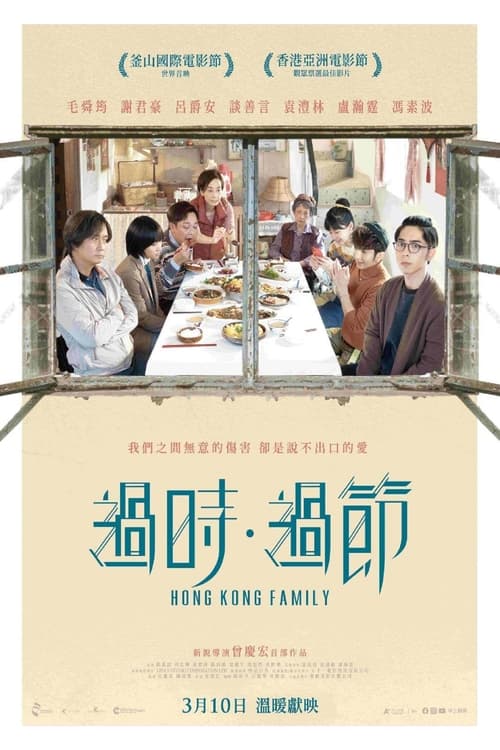 釜山國際電影節
世界首映
香港亞洲電影節
觀眾票選最佳影片
毛舜筠 謝君豪 呂爵安 談善言 袁澧林 盧瀚霆 馮素波
我們之間無意的傷害 卻是說不出口的愛
過時・過節
HONG KONG FAMILY
新銳導演曾慶宏首部作品
3月10日 溫暖獻映